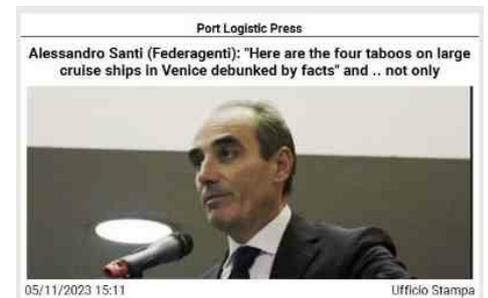 Port Logistic Press
Alessandro Santi (Federagenti): "Here are the four taboos on large
cruise ships in Venice debunked by facts" and .. not only
05/11/2023 15:11
Ufficio Stampa